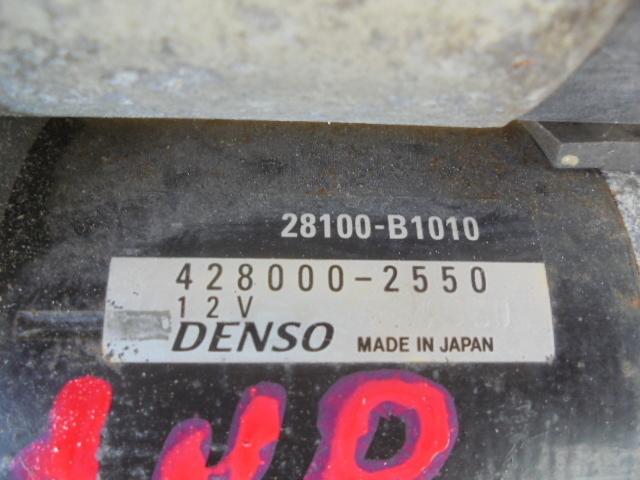 28100-B1010
428000-2550
12V
DENSO MADE IN JAPAN